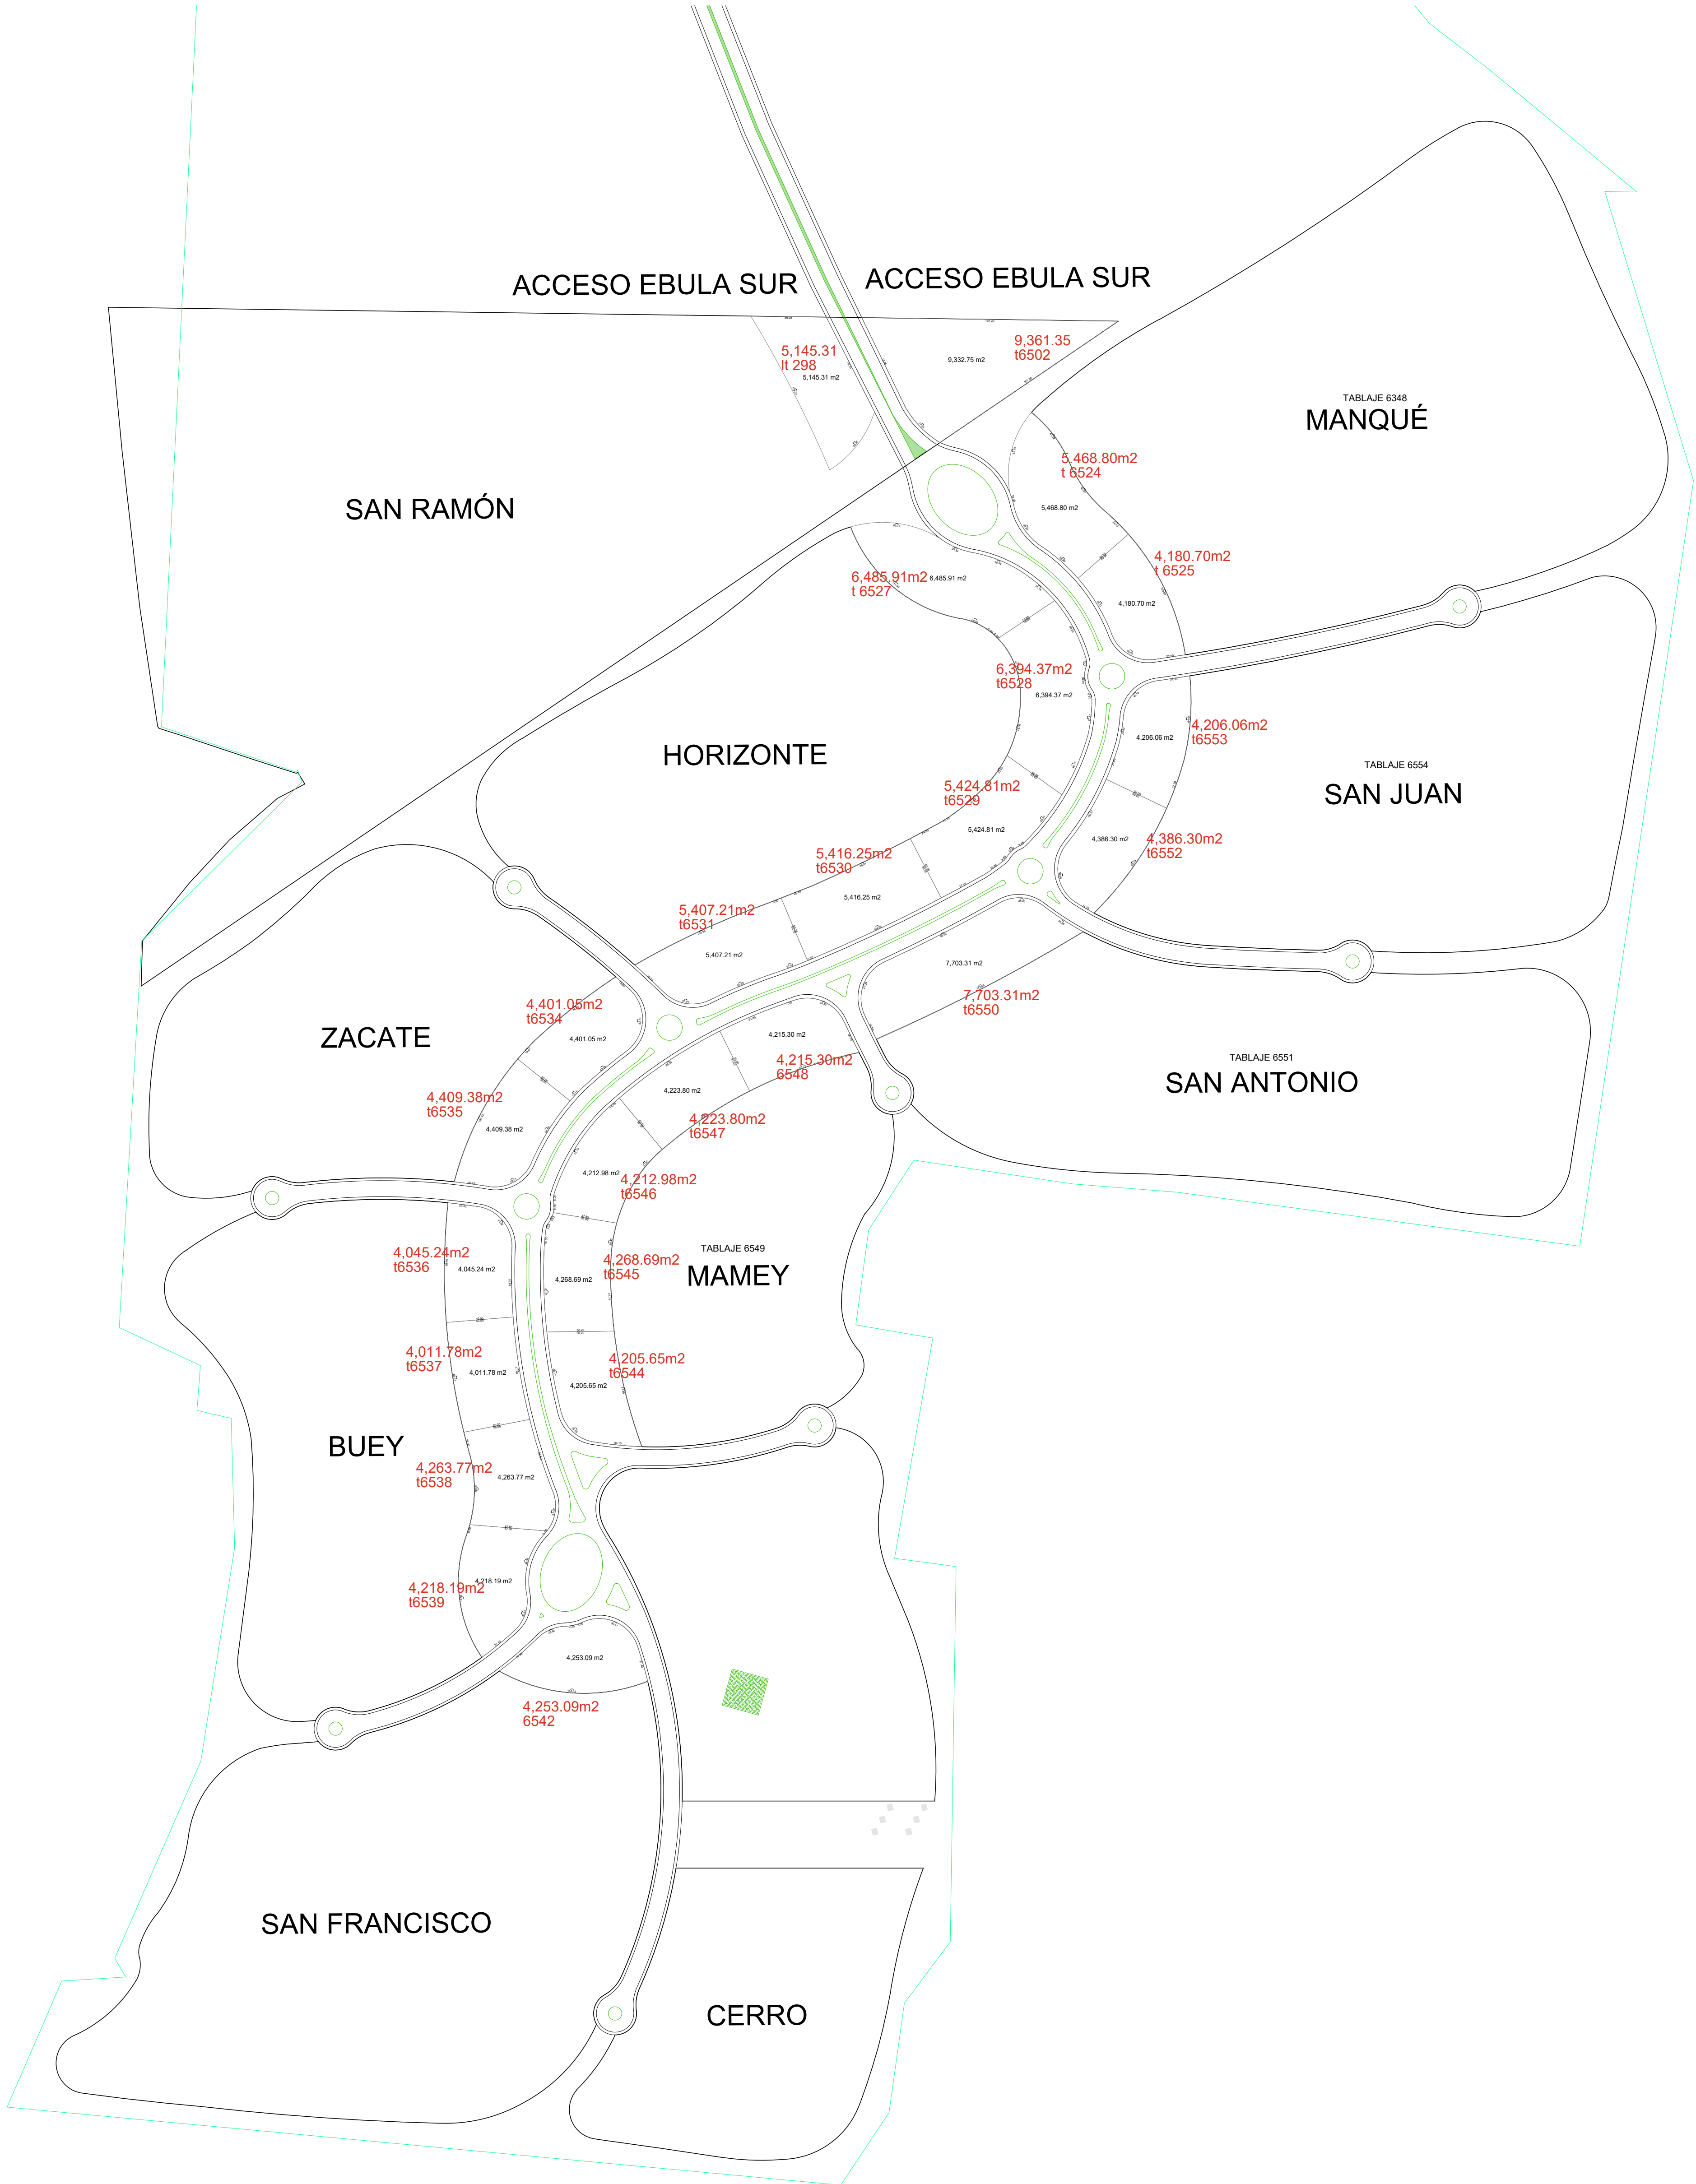 ACCESO EBULA SUR
ACCESO EBULA SUR
5,145.31
lt 298
5,145.31 m2
9,361.35
t6502
9,332.75 m2
TABLAJE 6348
MANQUÉ
5,468.80m2
t 6524
5,468.80 m2
SAN RAMÓN
4,180.70m2
t 6525
4,180.70 m2
6,485.91m2
t 6527
6,485.91 m2
6,394.37m2
t6528
6,394.37 m2
4,206.06m2
t6553
4,206.06 m2
HORIZONTE
TABLAJE 6554
SAN JUAN
5,424.81m2
t6529
5,424.81 m2
4,386.30m2
t6552
4,386.30 m2
5,416.25m2
t6530
5,416.25 m2
5,407.21m2
t6531
5,407.21 m2
7,703.31 m2
7,703.31m2
t6550
4,401.05m2
t6534
4,401.05 m2
ZACATE
4,215.30 m2
4,215.30m2
6548
TABLAJE 6551
SAN ANTONIO
4,409.38m2
t6535
4,409.38 m2
4,223.80 m2
4,223.80m2
t6547
4,212.98 m2
4,212.98m2
t6546
4,045.24m2
t6536
4,045.24 m2
4,268.69m2
t6545
4,268.69 m2
TABLAJE 6549
MAMEY
4,011.78m2
t6537
4,011.78 m2
4,205.65m2
t6544
4,205.65 m2
BUEY
4,263.77m2
t6538
4,263.77 m2
4,218.19m2
t6539
4,218.19 m2
4,253.09 m2
4,253.09m2
6542
SAN FRANCISCO
CERRO